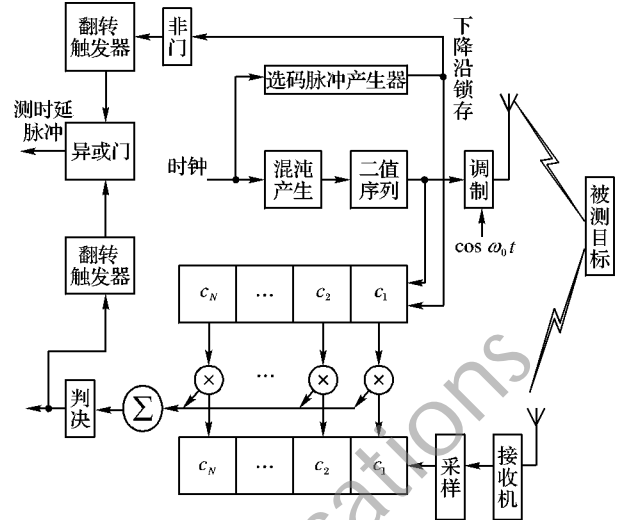 翻转
触发器
非
门
下降沿锁存
选码脉冲产生器
测时延
脉冲
异或门
时钟
混沌
产生
二值
序列
调
制
被测目标
cos ω₀t
翻转
触发器
c_N … c₂ c₁
× … × ×
判
决
Σ
c_N … c₂ c₁
采
样
接
收
机
cations